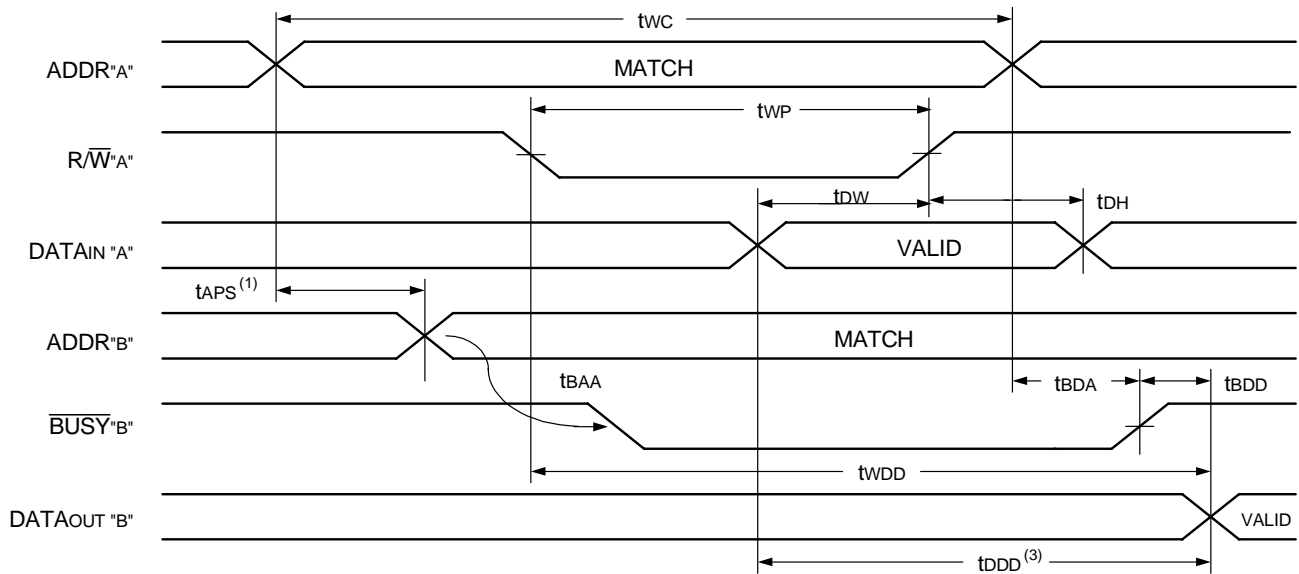 tWC
ADDR"A"
MATCH
tWP
R/W̅"A"
tDW
tDH
DATAIN "A"
VALID
tAPS(1)
ADDR"B"
MATCH
tBAA
tBDA
tBDD
B̅U̅S̅Y̅"B"
tWDD
DATAOUT "B"
VALID
tDDD(3)